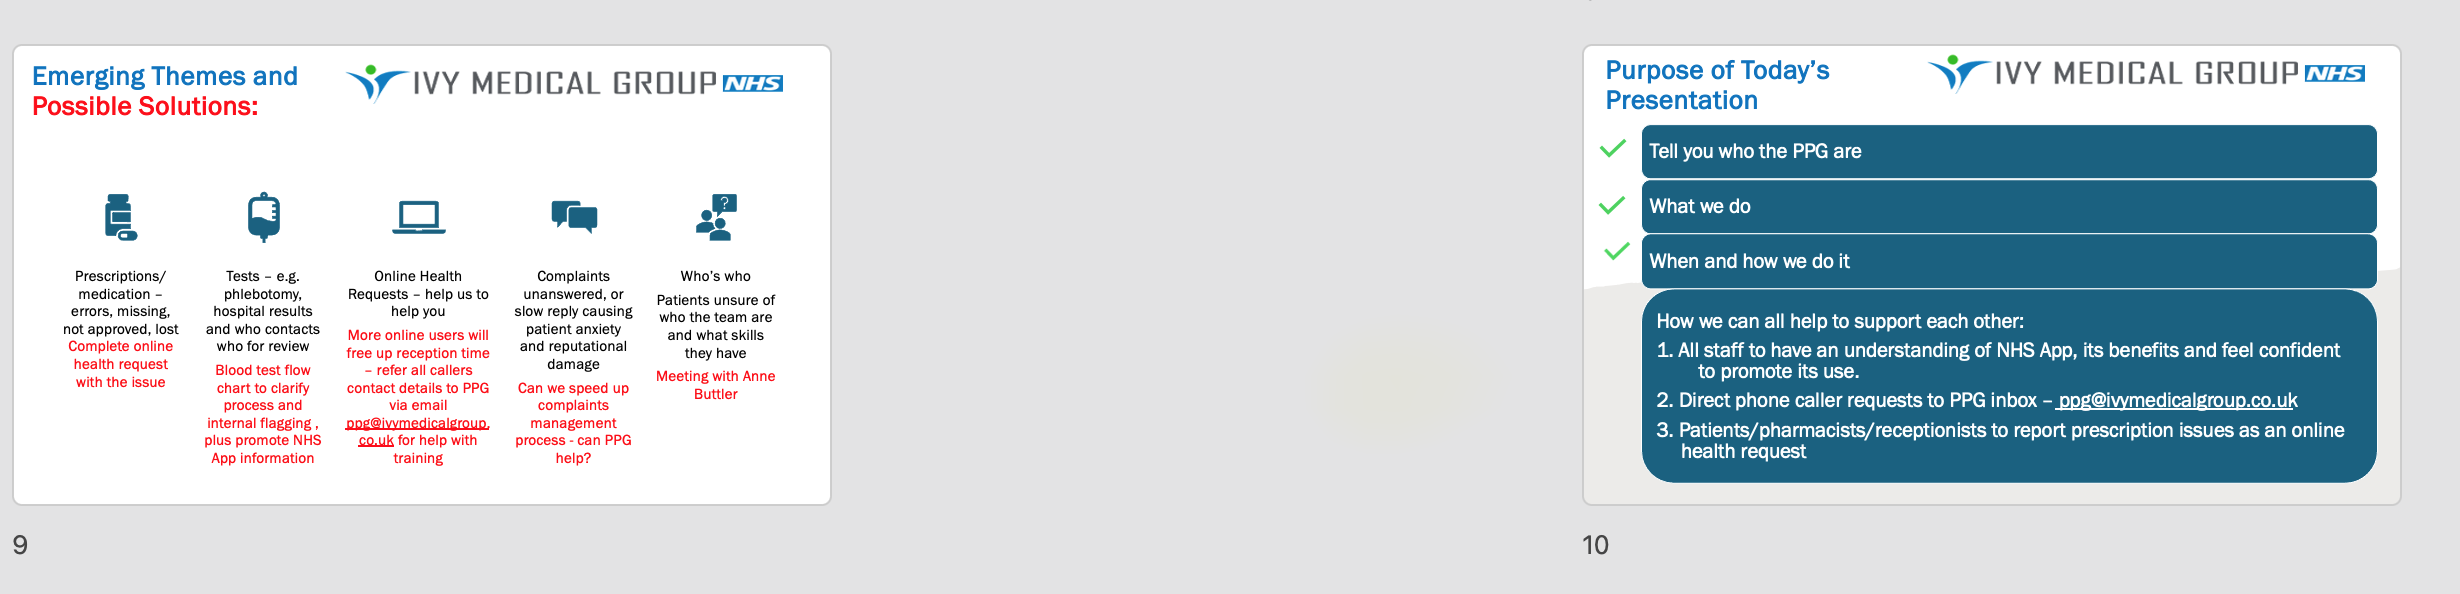 Emerging Themes and
Possible Solutions:
IVY MEDICAL GROUP NHS
Prescriptions/
medication –
errors, missing,
not approved, lost
Complete online
health request
with the issue
Tests – e.g.
phlebotomy,
hospital results
and who contacts
who for review
Blood test flow
chart to clarify
process and
internal flagging ,
plus promote NHS
App information
Online Health
Requests – help us to
help you
More online users will
free up reception time
– refer all callers
contact details to PPG
via email
ppg@ivymedicalgroup.
co.uk for help with
training
Complaints
unanswered, or
slow reply causing
patient anxiety
and reputational
damage
Can we speed up
complaints
management
process - can PPG
help?
?
Who's who
Patients unsure of
who the team are
and what skills
they have
Meeting with Anne
Buttler
9
Purpose of Today's
Presentation
IVY MEDICAL GROUP NHS
Tell you who the PPG are
What we do
When and how we do it
How we can all help to support each other:
1. All staff to have an understanding of NHS App, its benefits and feel confident
to promote its use.
2. Direct phone caller requests to PPG inbox – ppg@ivymedicalgroup.co.uk
3. Patients/pharmacists/receptionists to report prescription issues as an online
health request
10